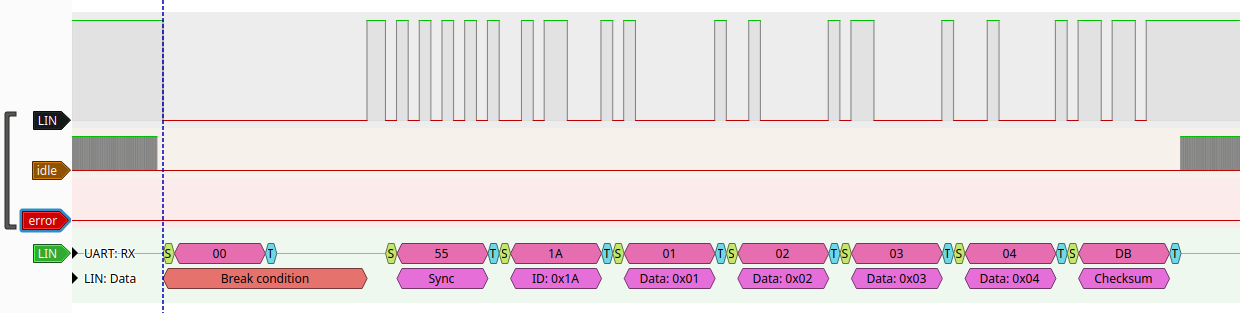 LIN
idle
error
LIN UART: RX S 00 T S 55 T S 1A T S 01 T S 02 T S 03 T S 04 T S DB T
LIN: Data Break condition Sync ID: 0x1A Data: 0x01 Data: 0x02 Data: 0x03 Data: 0x04 Checksum